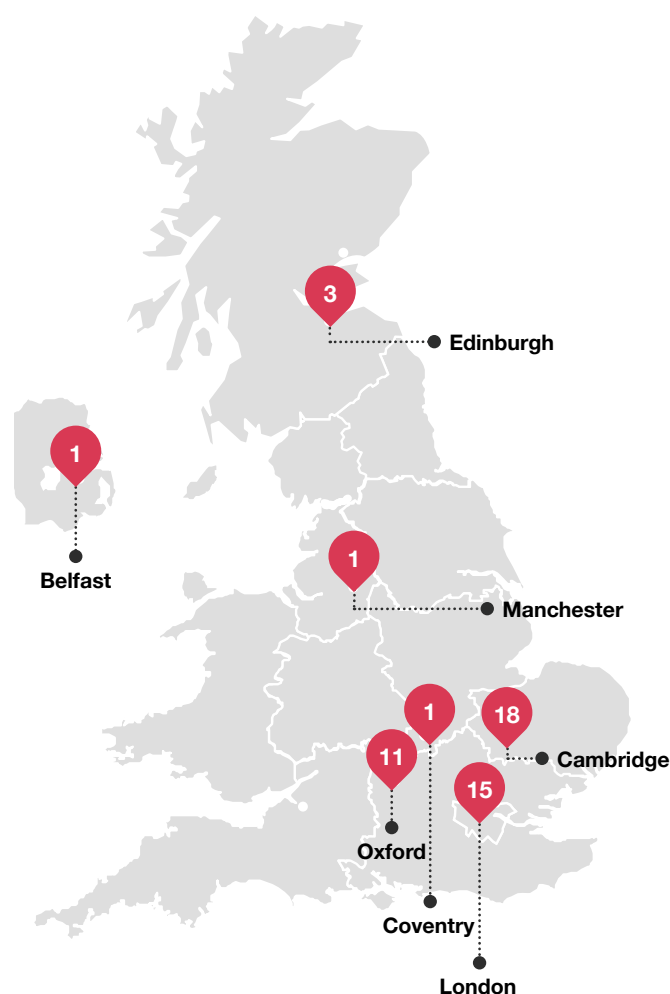 3
Edinburgh
1
Belfast
1
Manchester
1
18
Cambridge
11
15
Oxford
Coventry
London